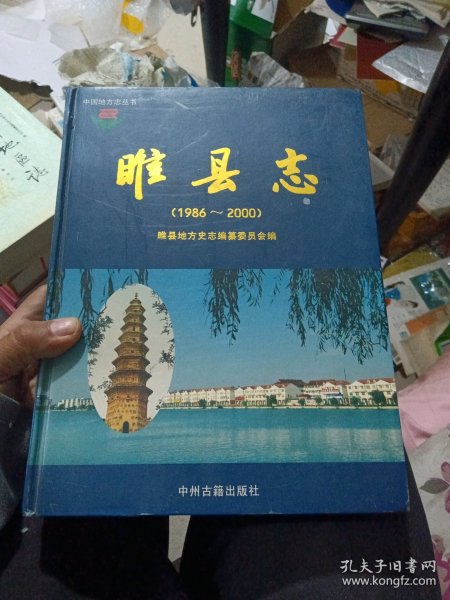 中国地方志丛书
睢县志
(1986～2000)
睢县地方史志编纂委员会编
中州古籍出版社
孔夫子旧书网
www.kongfz.com